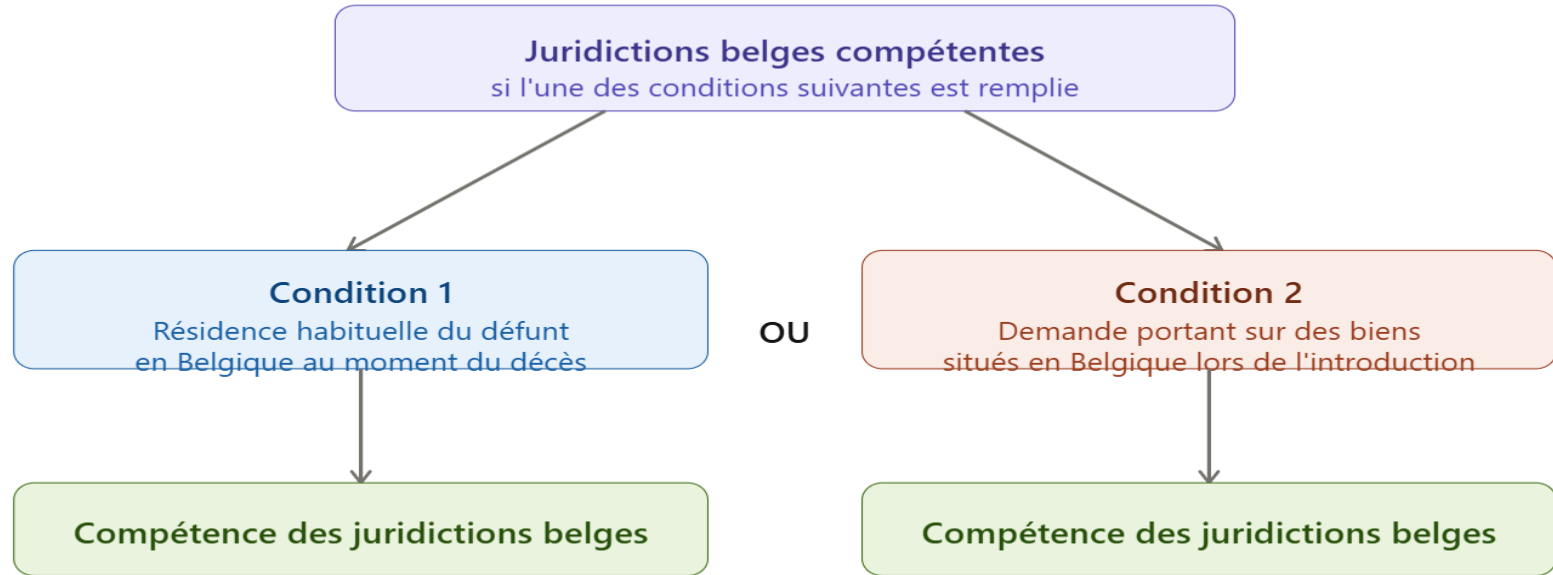 Juridictions belges compétentes
si l'une des conditions suivantes est remplie
Condition 1
Résidence habituelle du défunt
en Belgique au moment du décès
OU
Condition 2
Demande portant sur des biens
situés en Belgique lors de l'introduction
Compétence des juridictions belges
Compétence des juridictions belges